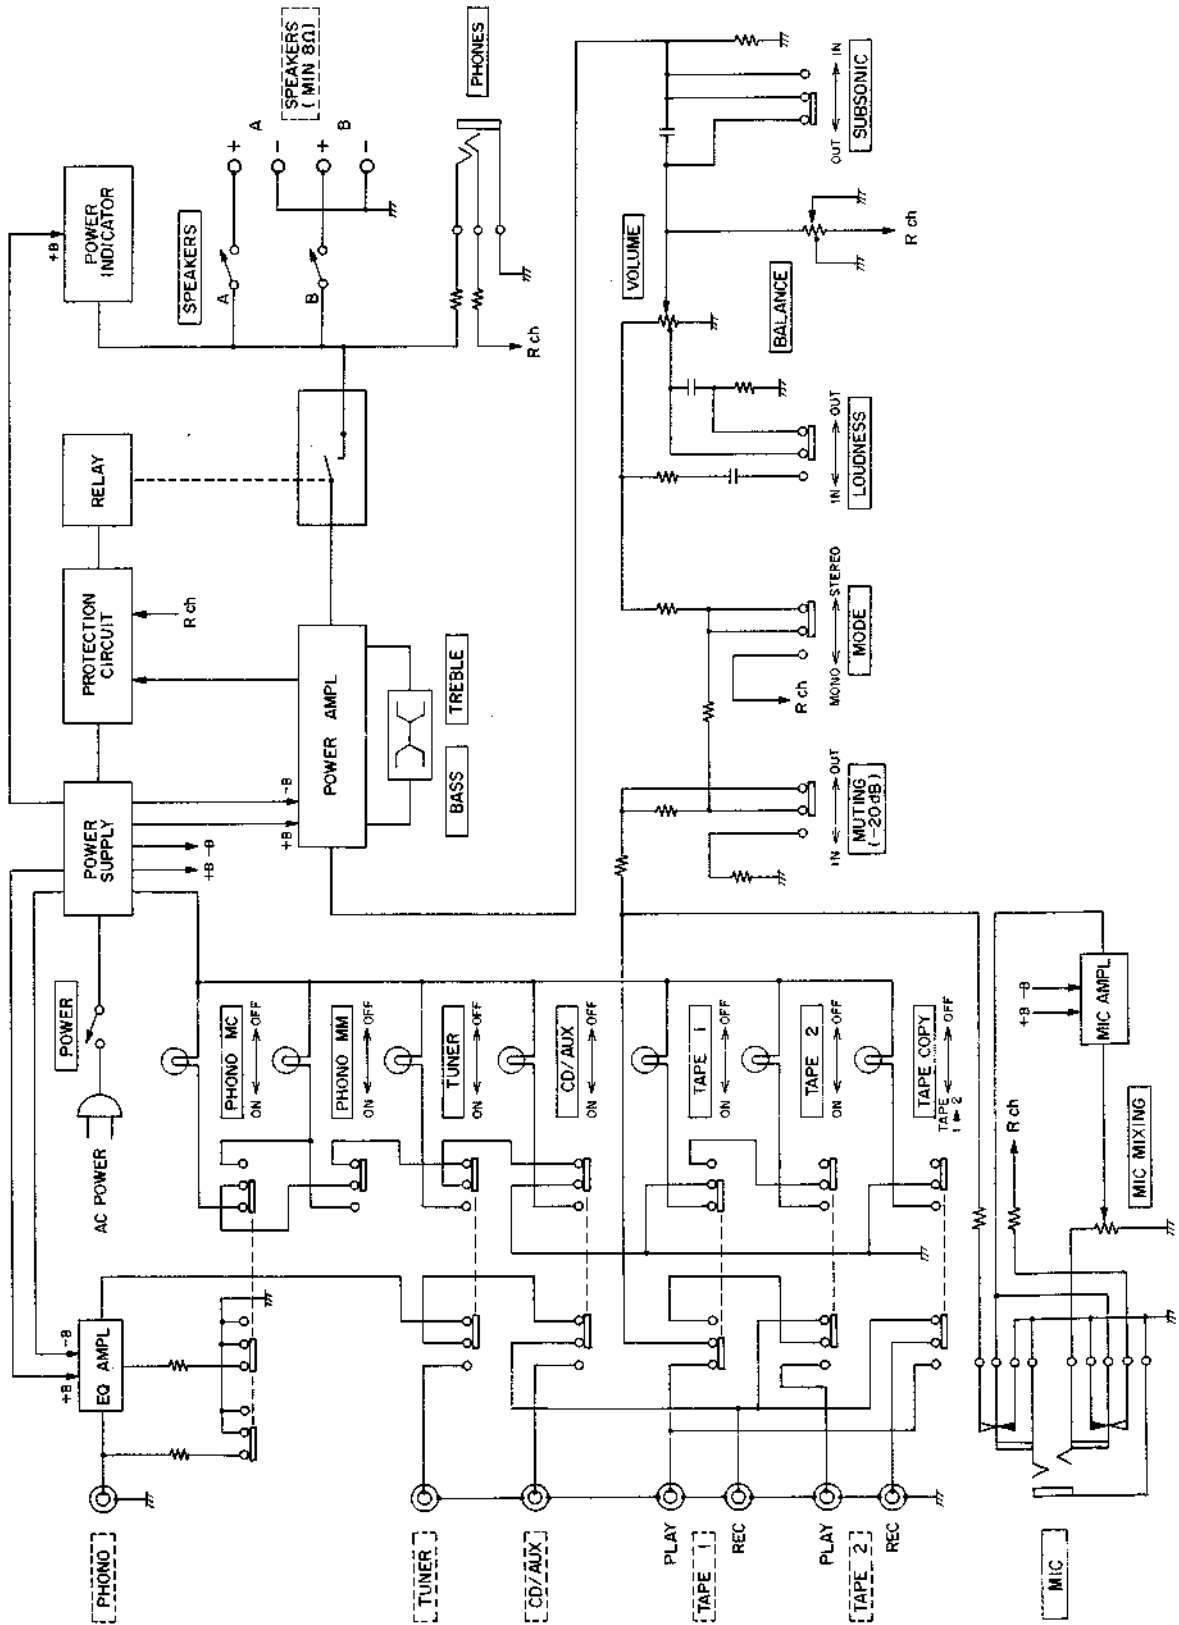 PHONO
TUNER
CD/AUX
PLAY
TAPE 1
REC
PLAY
TAPE 2
REC
MIC
EQ AMPL
+B
-B
AC POWER
POWER
PHONO MC
ON ↔ OFF
PHONO MM
ON ↔ OFF
TUNER
ON ↔ OFF
CD/AUX
ON ↔ OFF
TAPE 1
ON ↔ OFF
TAPE 2
ON ↔ OFF
TAPE COPY
TAPE
1 ↔ 2
OFF
R ch
MIC MIXING
MIC AMPL
+B
-B
POWER
SUPPLY
+B
-B
+B
-B
POWER AMPL
BASS
TREBLE
PROTECTION
CIRCUIT
R ch
RELAY
+B
POWER
INDICATOR
SPEAKERS
A
B
SPEAKERS
(MIN 8Ω)
+
-
A
+
-
B
PHONES
R ch
MUTING
(-20dB)
IN ↔ OUT
MODE
MONO ↔ STEREO
R ch
LOUDNESS
IN ↔ OUT
VOLUME
BALANCE
R ch
SUBSONIC
OUT ↔ IN